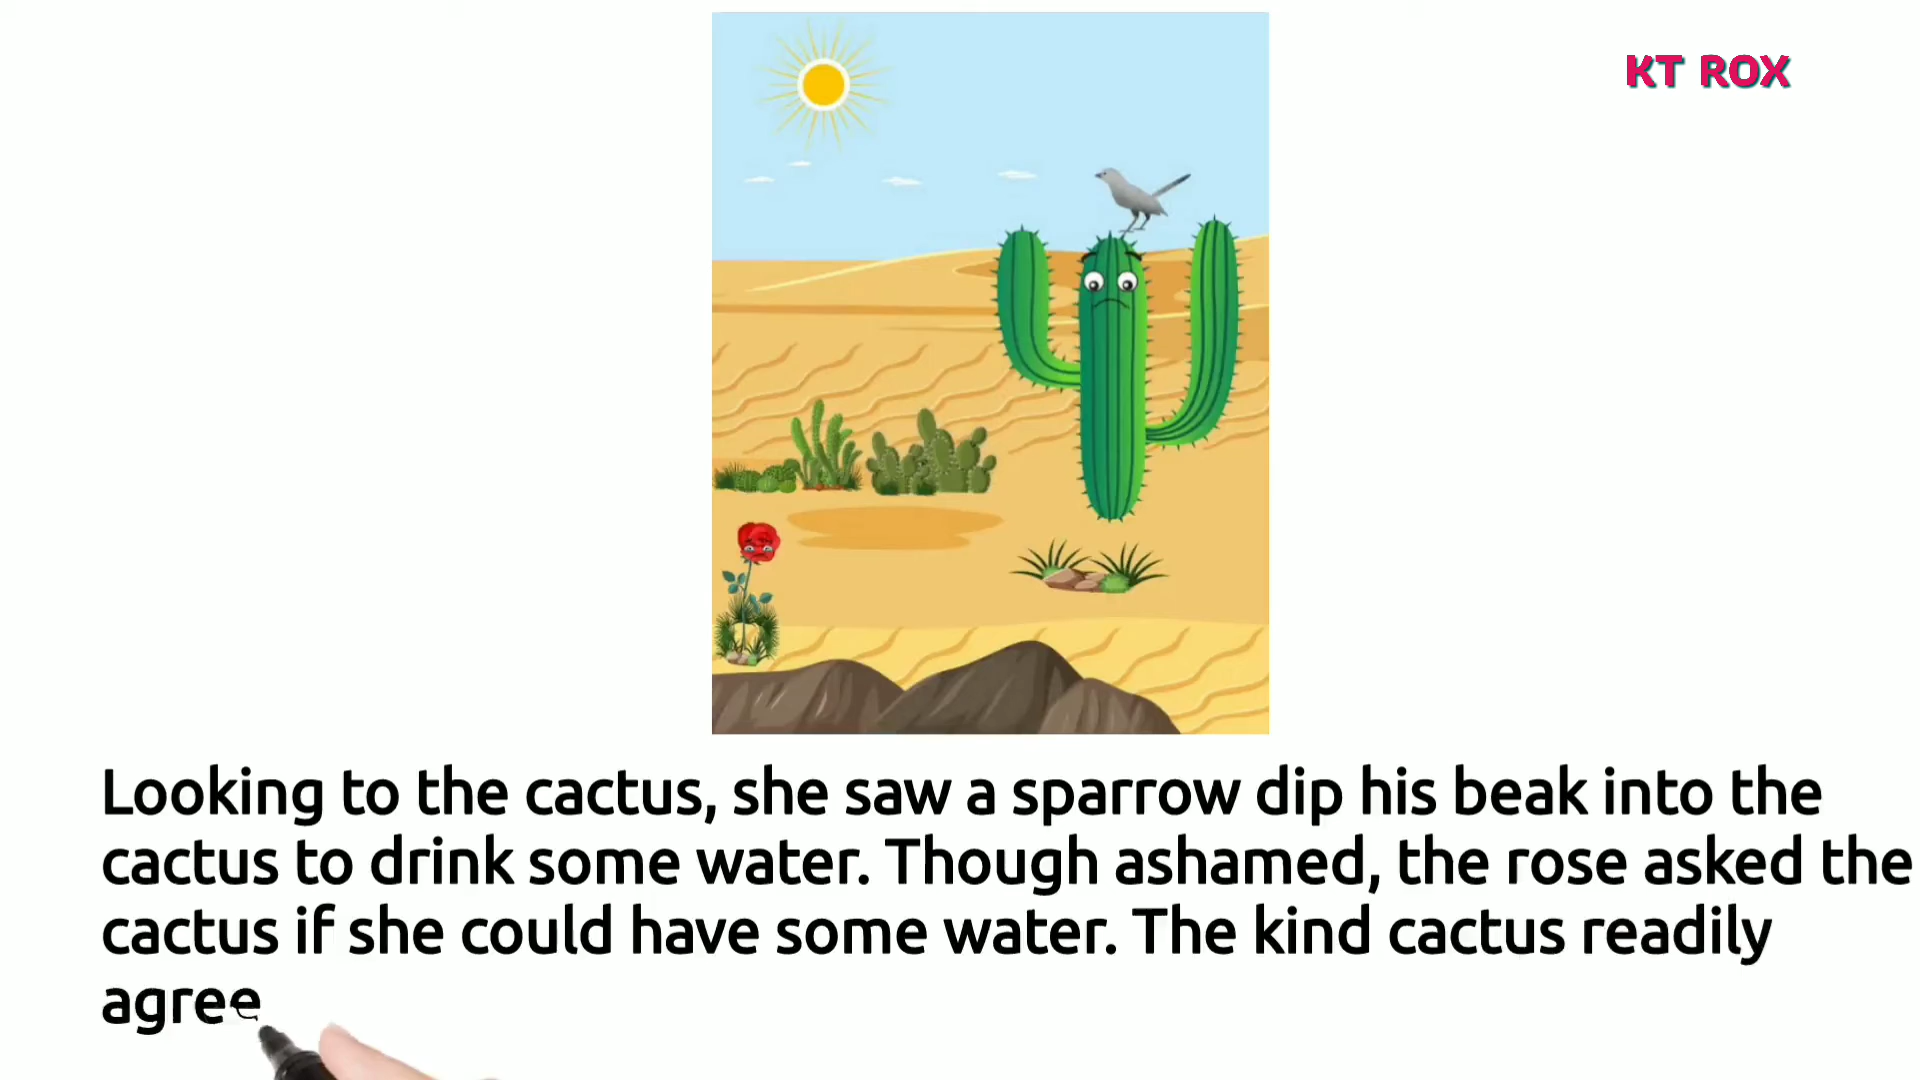 KT ROX
Looking to the cactus, she saw a sparrow dip his beak into the
cactus to drink some water. Though ashamed, the rose asked the
cactus if she could have some water. The kind cactus readily
agree